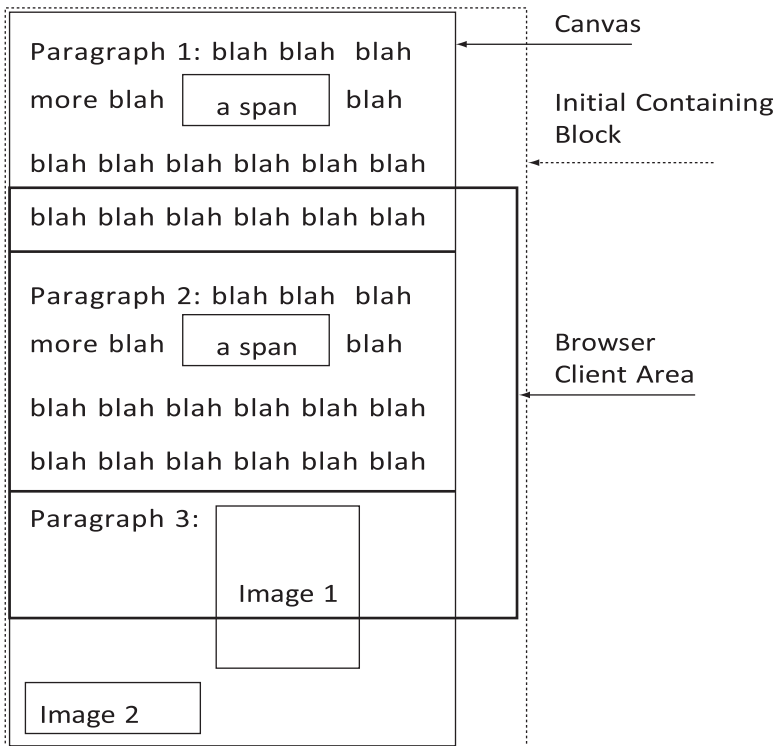 Paragraph 1: blah blah  blah
more blah a span blah
blah blah blah blah blah blah
blah blah blah blah blah blah
Paragraph 2: blah blah  blah
more blah a span blah
blah blah blah blah blah blah
blah blah blah blah blah blah
Paragraph 3:
Image 1
Image 2
Canvas
Initial Containing
Block
Browser
Client Area